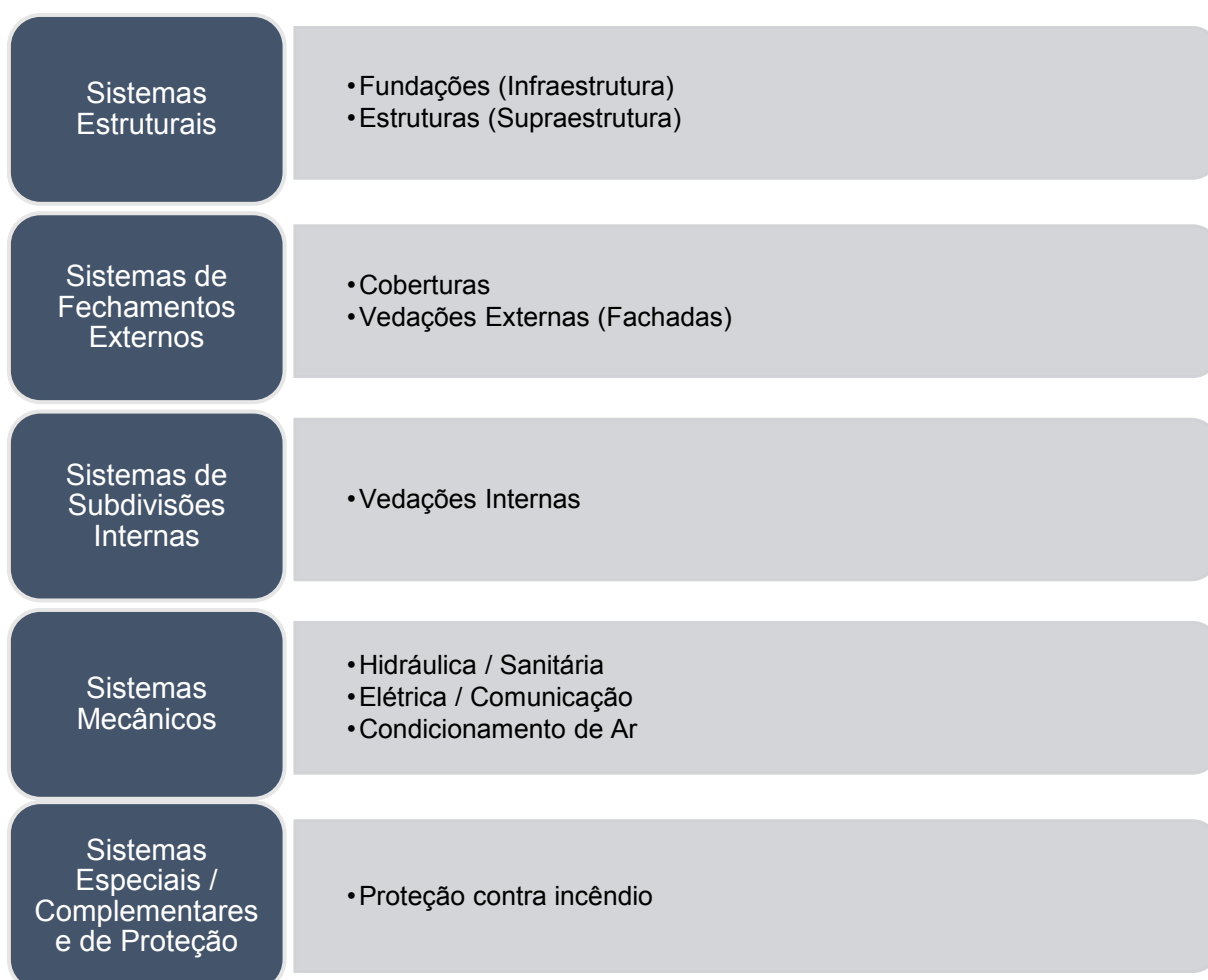 Sistemas
Estruturais
•Fundações (Infraestrutura)
•Estruturas (Supraestrutura)
Sistemas de
Fechamentos
Externos
•Coberturas
•Vedações Externas (Fachadas)
Sistemas de
Subdivisões
Internas
•Vedações Internas
Sistemas
Mecânicos
•Hidráulica / Sanitária
•Elétrica / Comunicação
•Condicionamento de Ar
Sistemas
Especiais /
Complementares
e de Proteção
•Proteção contra incêndio